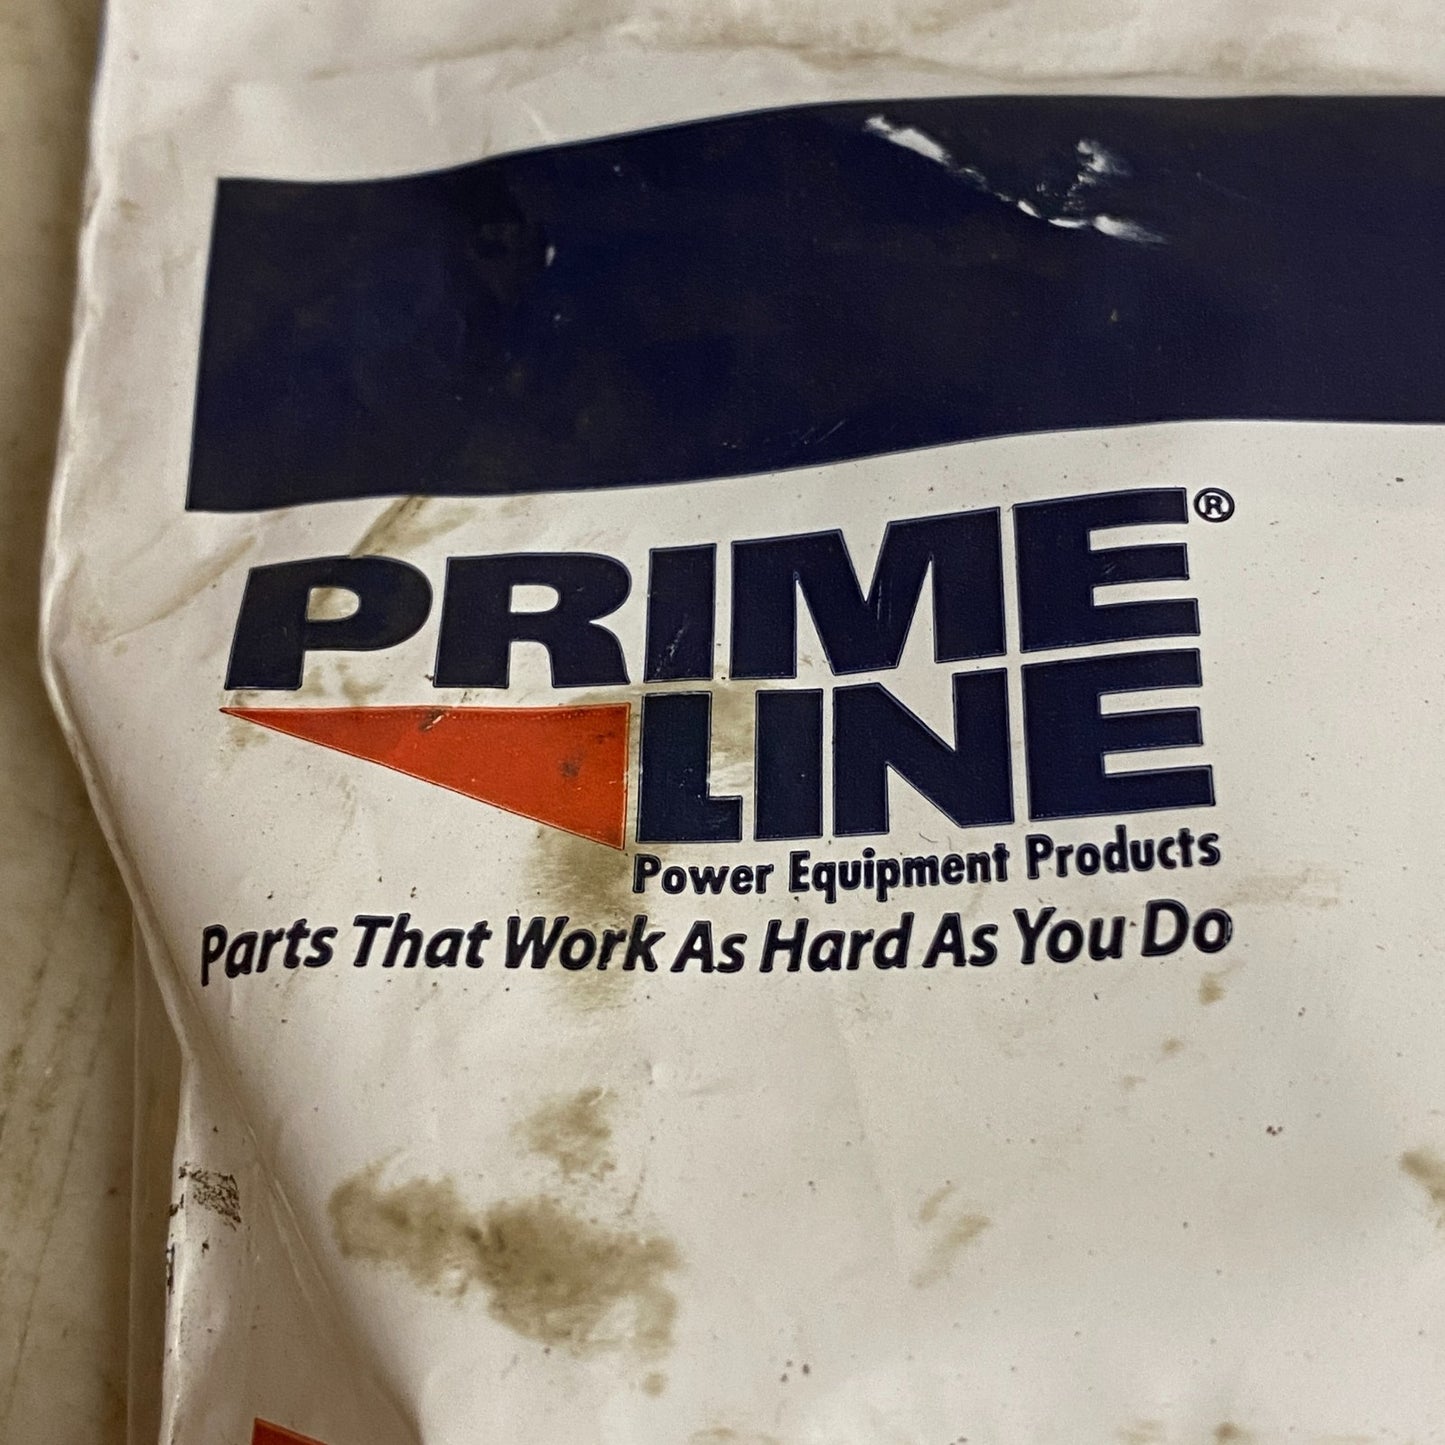 PRIME®
LINE
Power Equipment Products
Parts That Work As Hard As You Do